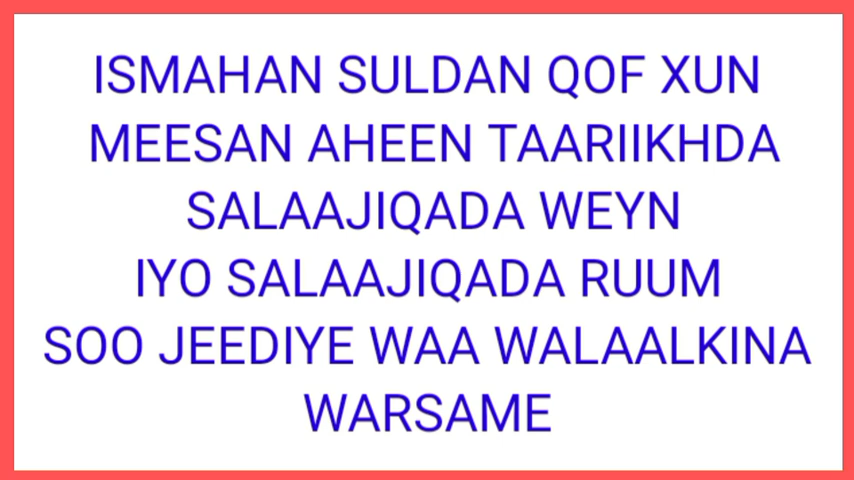 ISMAHAN SULDAN QOF XUN
MEESAN AHEEN TAARIIKHDA
SALAAJIQADA WEYN
IYO SALAAJIQADA RUUM
SOO JEEDIYE WAA WALAALKINA
WARSAME